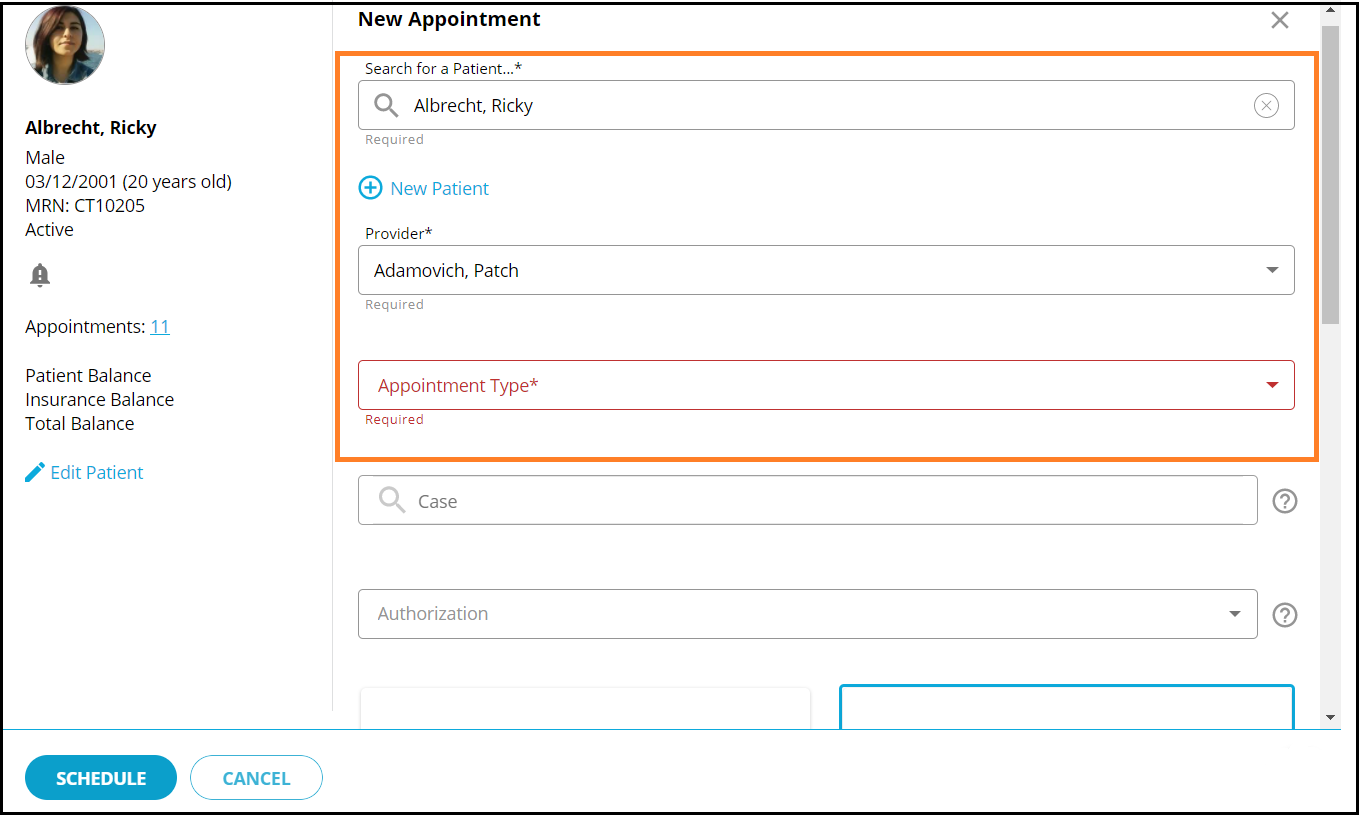 New Appointment
Albrecht, Ricky
Male
03/12/2001 (20 years old)
MRN: CT10205
Active
Appointments: 11
Patient Balance
Insurance Balance
Total Balance
Edit Patient
Search for a Patient...*
Albrecht, Ricky
Required
New Patient
Provider*
Adamovich, Patch
Required
Appointment Type*
Required
Case
Authorization
SCHEDULE
CANCEL